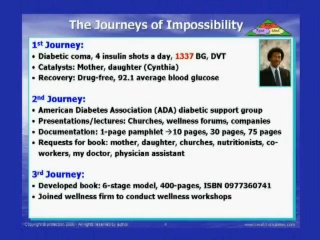 The Journeys of Impossibility
1st Journey:
• Diabetic coma, 4 insulin shots a day, 1337 BG, DVT
• Catalysts: Mother, daughter (Cynthia)
• Recovery: Drug-free, 92.1 average blood glucose
2nd Journey:
• American Diabetes Association (ADA) diabetic support group
• Presentations/lectures: Churches, wellness forums, companies
• Documentation: 1-page pamphlet →10 pages, 30 pages, 75 pages
• Requests for book: mother, daughter, churches, nutritionists, co-
workers, my doctor, physician assistant
3rd Journey:
• Developed book: 6-stage model, 400-pages, ISBN 0977360741
• Joined wellness firm to conduct wellness workshops